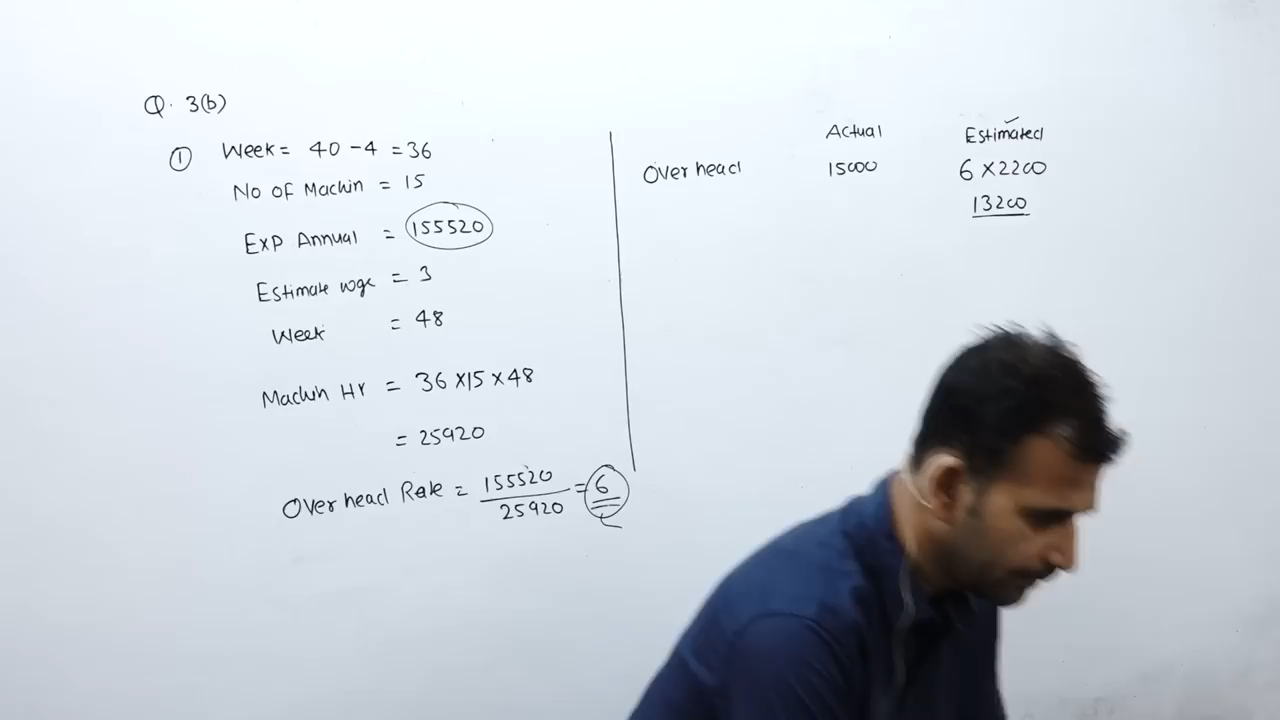 Q. 3(b)
① Week = 40 - 4 = 36
No of Machin = 15
Exp Annual = 155520
Estimate wge = 3
Week = 48
Machin Hr = 36 × 15 × 48
= 25920
Over head Rate = 155520 / 25920 = 6
Actual Estimated
Over head 15000 6 × 2200
13200